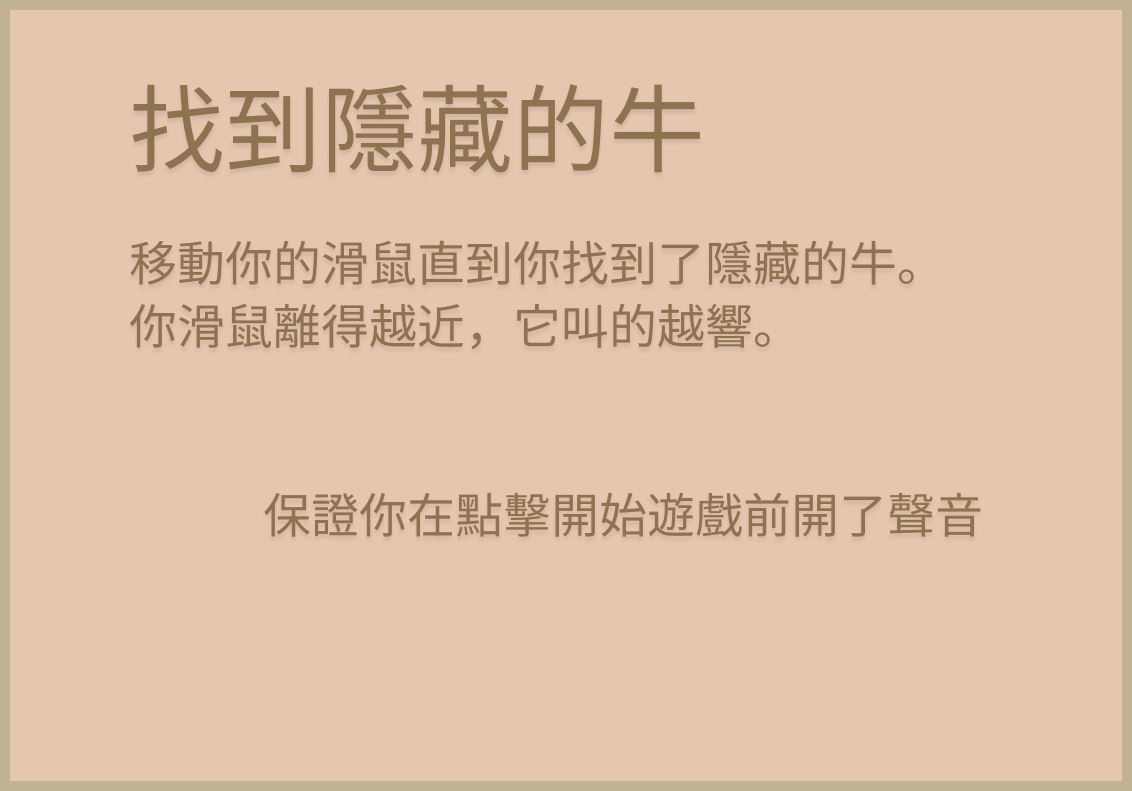 找到隱藏的牛
移動你的滑鼠直到你找到了隱藏的牛。
你滑鼠離得越近，它叫的越響。
保證你在點擊開始遊戲前開了聲音